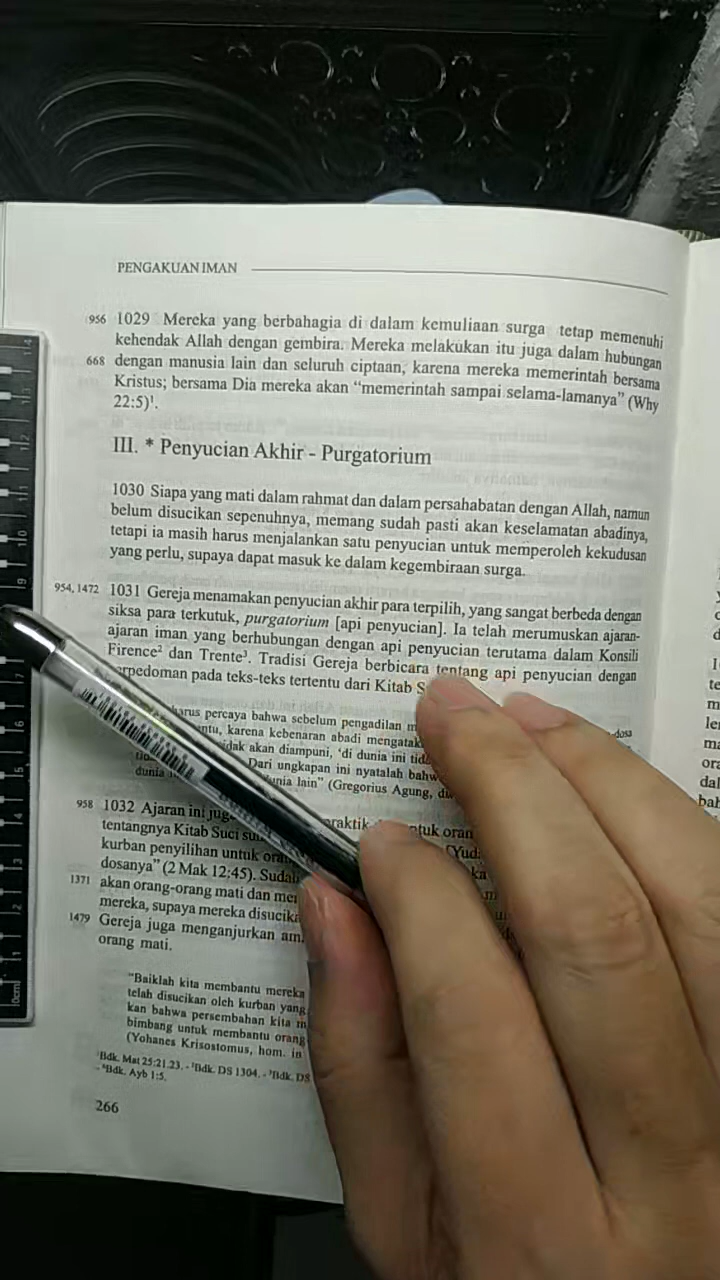 PENGAKUAN IMAN
956 1029 Mereka yang berbahagia di dalam kemuliaan surga tetap memenuhi
kehendak Allah dengan gembira. Mereka melakukan itu juga dalam hubungan
668 dengan manusia lain dan seluruh ciptaan, karena mereka memerintah bersama
Kristus; bersama Dia mereka akan “memerintah sampai selama-lamanya” (Why
22:5)¹.
III. * Penyucian Akhir - Purgatorium
1030 Siapa yang mati dalam rahmat dan dalam persahabatan dengan Allah, namun
belum disucikan sepenuhnya, memang sudah pasti akan keselamatan abadinya,
tetapi ia masih harus menjalankan satu penyucian untuk memperoleh kekudusan
yang perlu, supaya dapat masuk ke dalam kegembiraan surga.
954, 1472 1031 Gereja menamakan penyucian akhir para terpilih, yang sangat berbeda dengan
siksa para terkutuk, purgatorium [api penyucian]. Ia telah merumuskan ajaran-
ajaran iman yang berhubungan dengan api penyucian terutama dalam Konsili
Firence² dan Trente³. Tradisi Gereja berbicara tentang api penyucian dengan
erpedoman pada teks-teks tertentu dari Kitab S
harus percaya bahwa sebelum pengadilan dosa
karena kebenaran abadi mengatak
idak akan diampuni, ‘di dunia ini
Dari ungkapan ini nyatalah bahw
dunia unia lain” (Gregorius Agung,
958 1032 Ajaran ini jug praktik tuk oran
tentangnya Kitab Suci (Yud
kurban penyilihan untuk ora ka
dosanya” (2 Mak 12:45). Suda
1371 akan orang-orang mati dan me
mereka, supaya mereka disucika
1479 Gereja juga menganjurkan am
orang mati.
“Baiklah kita membantu mereka
telah disucikan oleh kurban yang
kan bahwa persembahan kita m
bimbang untuk membantu orang
(Yohanes Krisostomus, hom. in
¹Bdk. Mat 25:21.23. - ²Bdk. DS 1304. - ³Bdk. DS
- ⁴Bdk. Ayb 1:5.
266